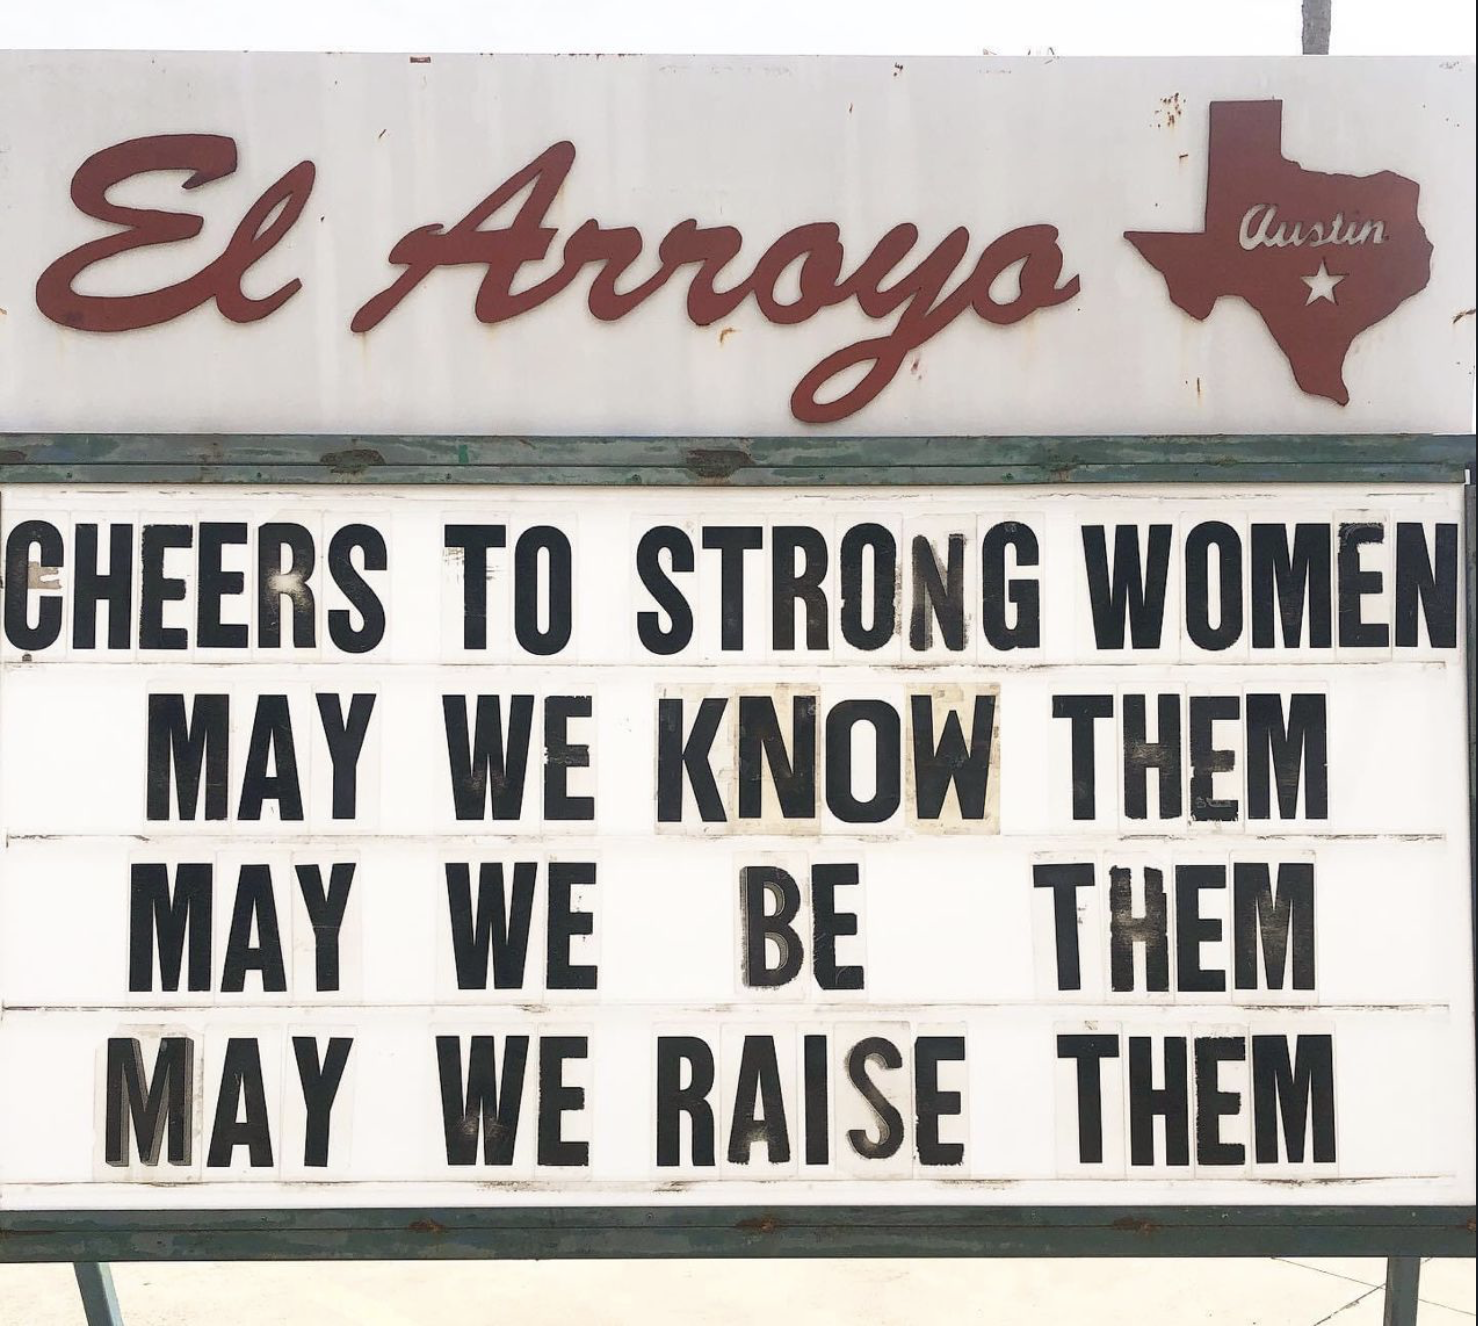 El Arroyo
Austin
CHEERS TO STRONG WOMEN
MAY WE KNOW THEM
MAY WE BE THEM
MAY WE RAISE THEM